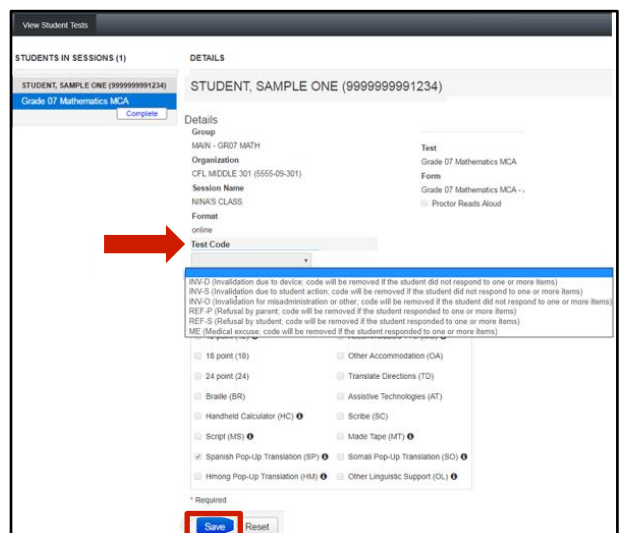 View Student Tests
STUDENTS IN SESSIONS (1)
DETAILS
STUDENT, SAMPLE ONE (9999999991234)
Grade 07 Mathematics MCA
Complete
STUDENT, SAMPLE ONE (9999999991234)
Details
Group
MAIN - GR07 MATH
Organization
CFL MIDDLE 301 (5555-09-301)
Session Name
NINA'S CLASS
Format
online
Test Code
Test
Grade 07 Mathematics MCA
Form
Grade 07 Mathematics MCA -
Proctor Reads Aloud
INV-D (Invalidation due to device; code will be removed if the student did not respond to one or more items)
INV-S (Invalidation due to student action; code will be removed if the student did not respond to one or more items)
INV-O (Invalidation for misadministration or other; code will be removed if the student did not respond to one or more items)
REF-P (Refusal by parent; code will be removed if the student responded to one or more items)
REF-S (Refusal by student; code will be removed if the student responded to one or more items)
ME (Medical excuse; code will be removed if the student responded to one or more items)
18 point (18)
Other Accommodation (OA)
24 point (24)
Translate Directions (TD)
Braille (BR)
Assistive Technologies (AT)
Handheld Calculator (HC)
Scribe (SC)
Script (MS)
Made Tape (MT)
Spanish Pop-Up Translation (SP)
Somali Pop-Up Translation (SO)
Hmong Pop-Up Translation (HM)
Other Linguistic Support (OL)
* Required
Save
Reset